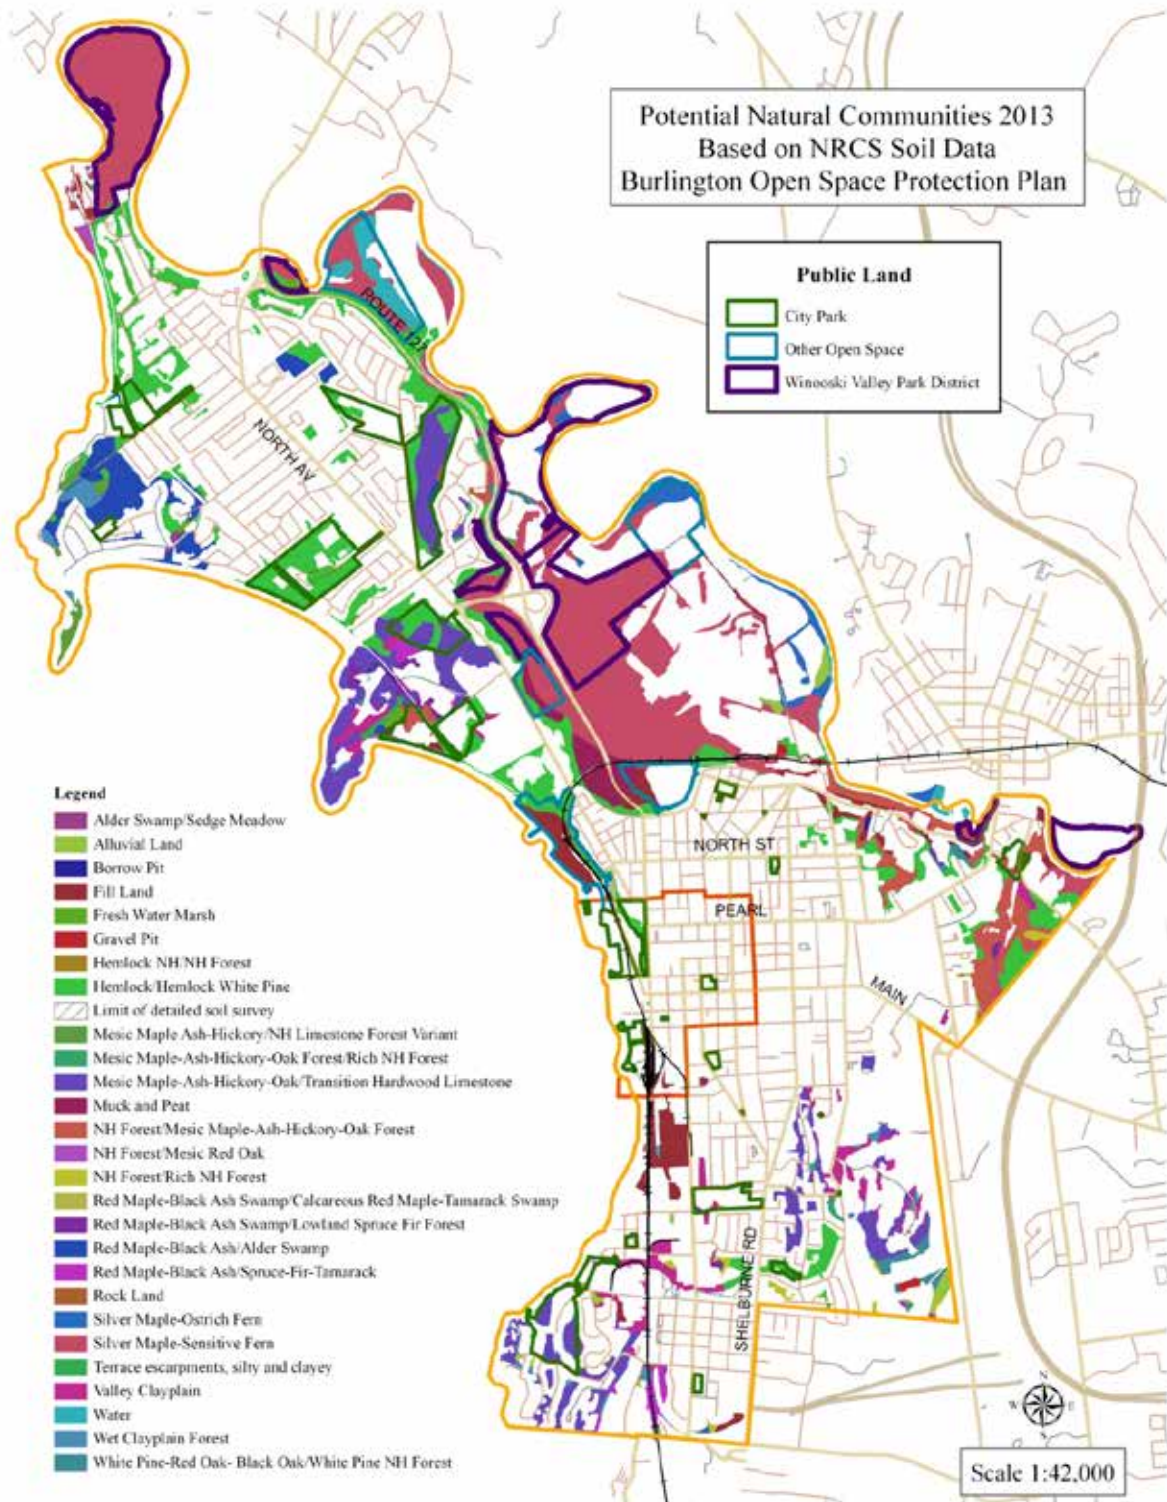 Potential Natural Communities 2013
Based on NRCS Soil Data
Burlington Open Space Protection Plan
Public Land
City Park
Other Open Space
Winooski Valley Park District
ROUTE 127
NORTH AV
NORTH ST
PEARL
MAIN
SHELBURNE RD
Legend
Alder Swamp/Sedge Meadow
Alluvial Land
Borrow Pit
Fill Land
Fresh Water Marsh
Gravel Pit
Hemlock NH/NH Forest
Hemlock/Hemlock White Pine
Limit of detailed soil survey
Mesic Maple Ash-Hickory/NH Limestone Forest Variant
Mesic Maple-Ash-Hickory-Oak Forest/Rich NH Forest
Mesic Maple-Ash-Hickory-Oak/Transition Hardwood Limestone
Muck and Peat
NH Forest/Mesic Maple-Ash-Hickory-Oak Forest
NH Forest/Mesic Red Oak
NH Forest/Rich NH Forest
Red Maple-Black Ash Swamp/Calcareous Red Maple-Tamarack Swamp
Red Maple-Black Ash Swamp/Lowland Spruce Fir Forest
Red Maple-Black Ash/Alder Swamp
Red Maple-Black Ash/Spruce-Fir-Tamarack
Rock Land
Silver Maple-Ostrich Fern
Silver Maple-Sensitive Fern
Terrace escarpments, silty and clayey
Valley Clayplain
Water
Wet Clayplain Forest
White Pine-Red Oak- Black Oak/White Pine NH Forest
N
W E
S
Scale 1:42,000